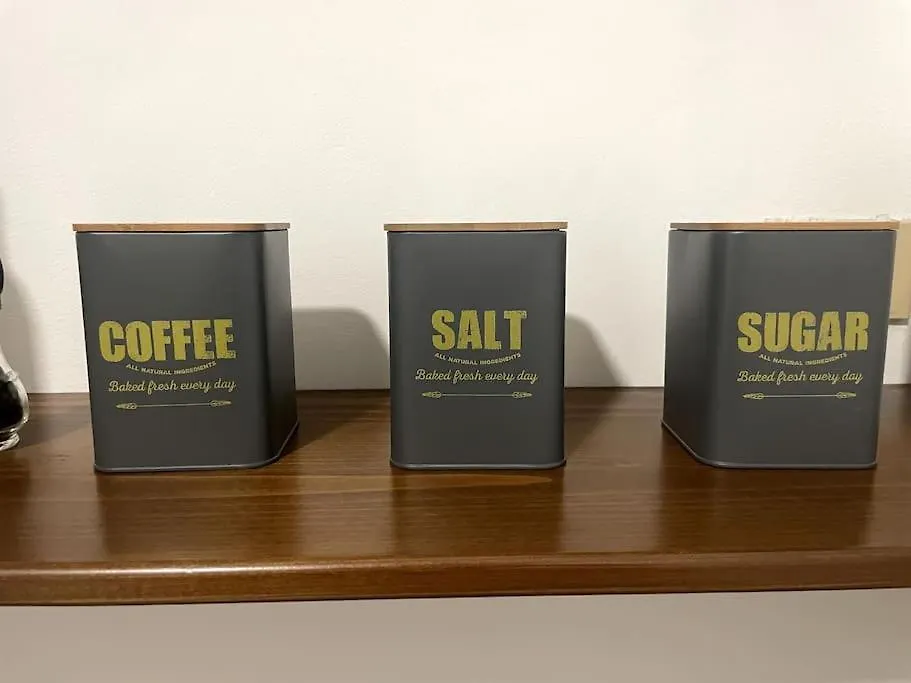 COFFEE
ALL NATURAL INGREDIENTS
Baked fresh every day
SALT
ALL NATURAL INGREDIENTS
Baked fresh every day
SUGAR
ALL NATURAL INGREDIENTS
Baked fresh every day